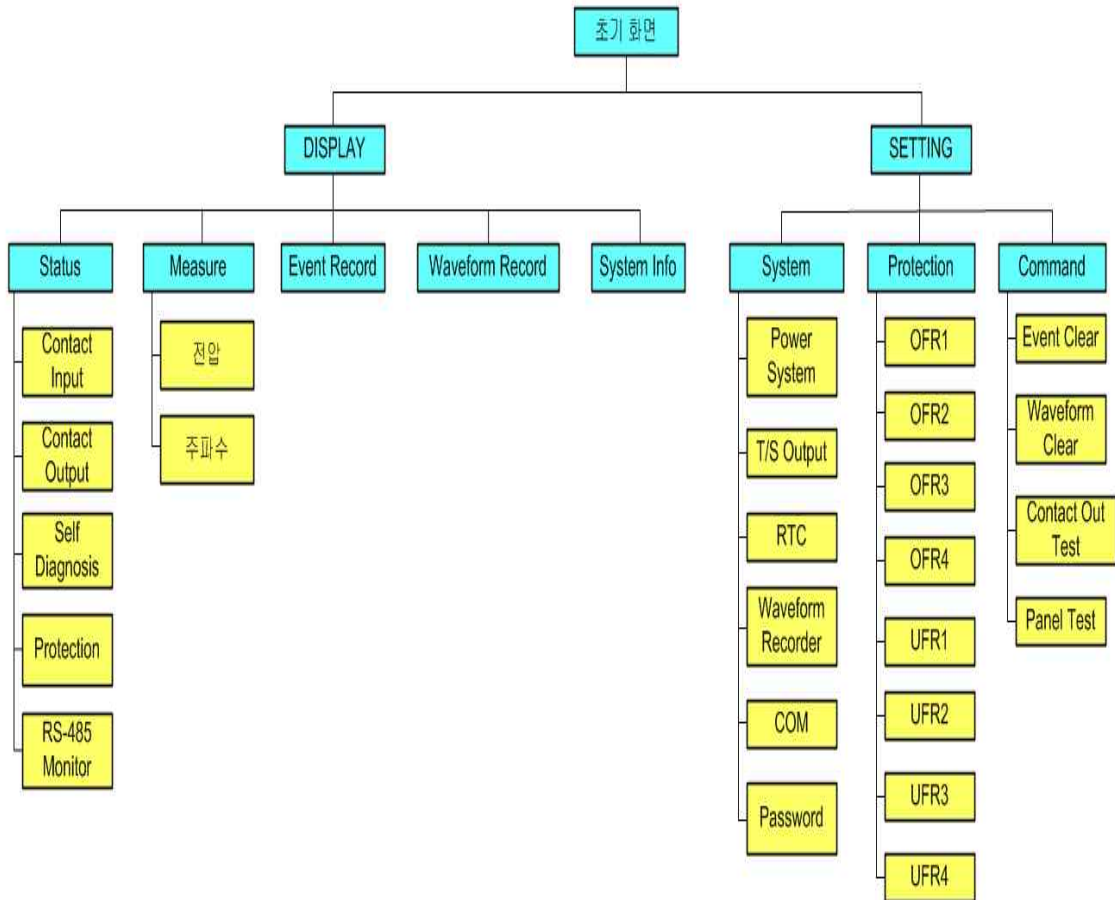 초기 화면
DISPLAY
SETTING
Status
Measure
Event Record
Waveform Record
System Info
System
Protection
Command
Contact
Input
Contact
Output
Self
Diagnosis
Protection
RS-485
Monitor
전압
주파수
Power
System
T/S Output
RTC
Waveform
Recorder
COM
Password
OFR1
OFR2
OFR3
OFR4
UFR1
UFR2
UFR3
UFR4
Event Clear
Waveform
Clear
Contact Out
Test
Panel Test